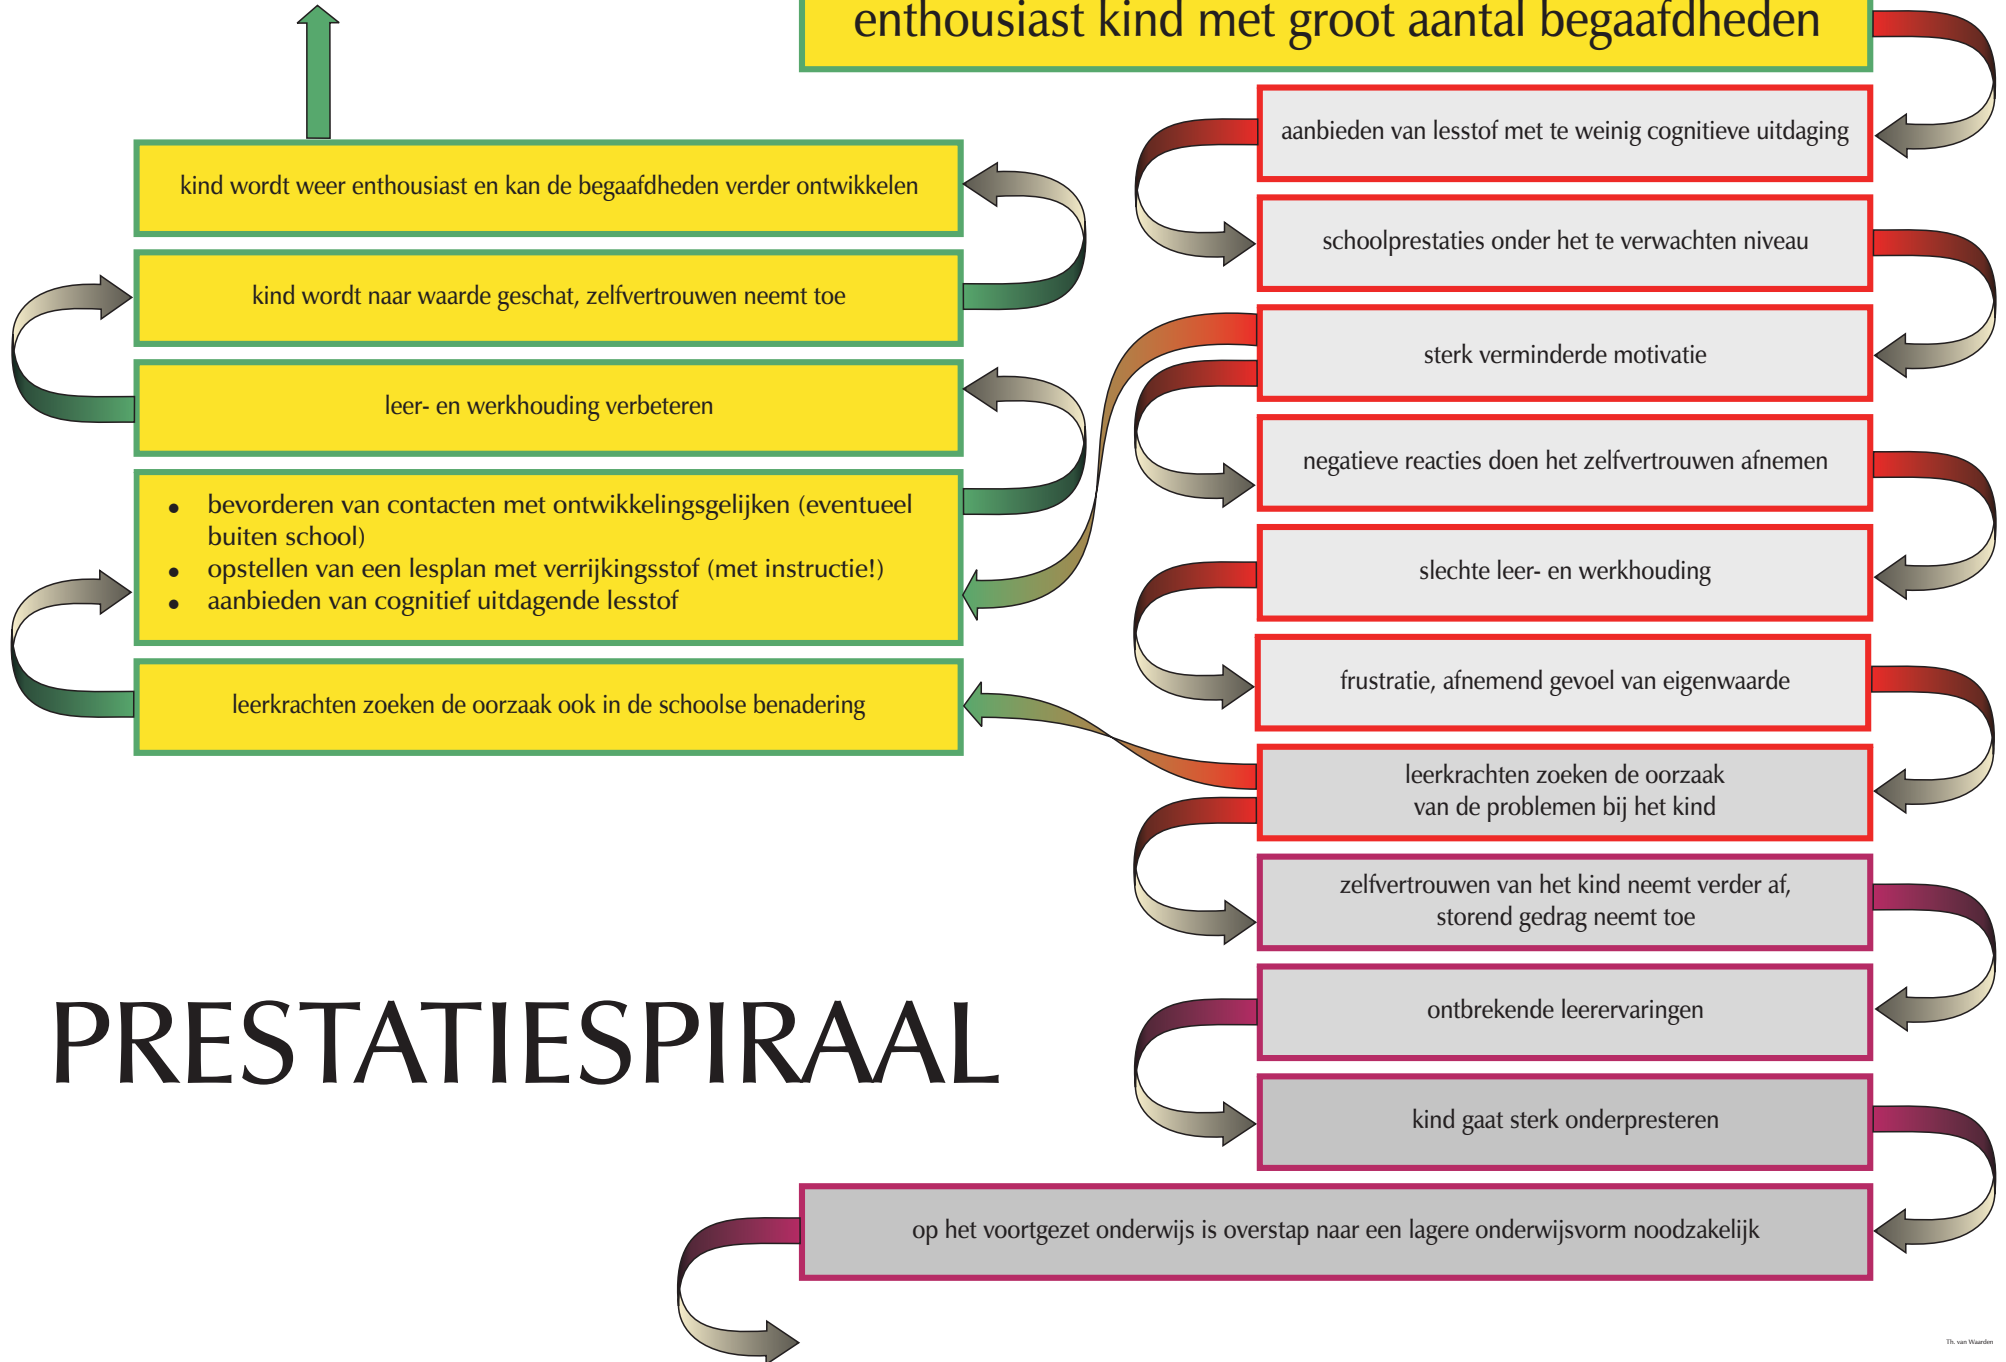 enthousiast kind met groot aantal begaafdheden
aanbieden van lesstof met te weinig cognitieve uitdaging
schoolprestaties onder het te verwachten niveau
sterk verminderde motivatie
negatieve reacties doen het zelfvertrouwen afnemen
slechte leer- en werkhouding
frustratie, afnemend gevoel van eigenwaarde
leerkrachten zoeken de oorzaak
van de problemen bij het kind
zelfvertrouwen van het kind neemt verder af,
storend gedrag neemt toe
ontbrekende leerervaringen
kind gaat sterk onderpresteren
op het voortgezet onderwijs is overstap naar een lagere onderwijsvorm noodzakelijk
kind wordt weer enthousiast en kan de begaafdheden verder ontwikkelen
kind wordt naar waarde geschat, zelfvertrouwen neemt toe
leer- en werkhouding verbeteren
• bevorderen van contacten met ontwikkelingsgelijken (eventueel
buiten school)
• opstellen van een lesplan met verrijkingsstof (met instructie!)
• aanbieden van cognitief uitdagende lesstof
leerkrachten zoeken de oorzaak ook in de schoolse benadering
PRESTATIESPIRAAL
Th. van Waarden